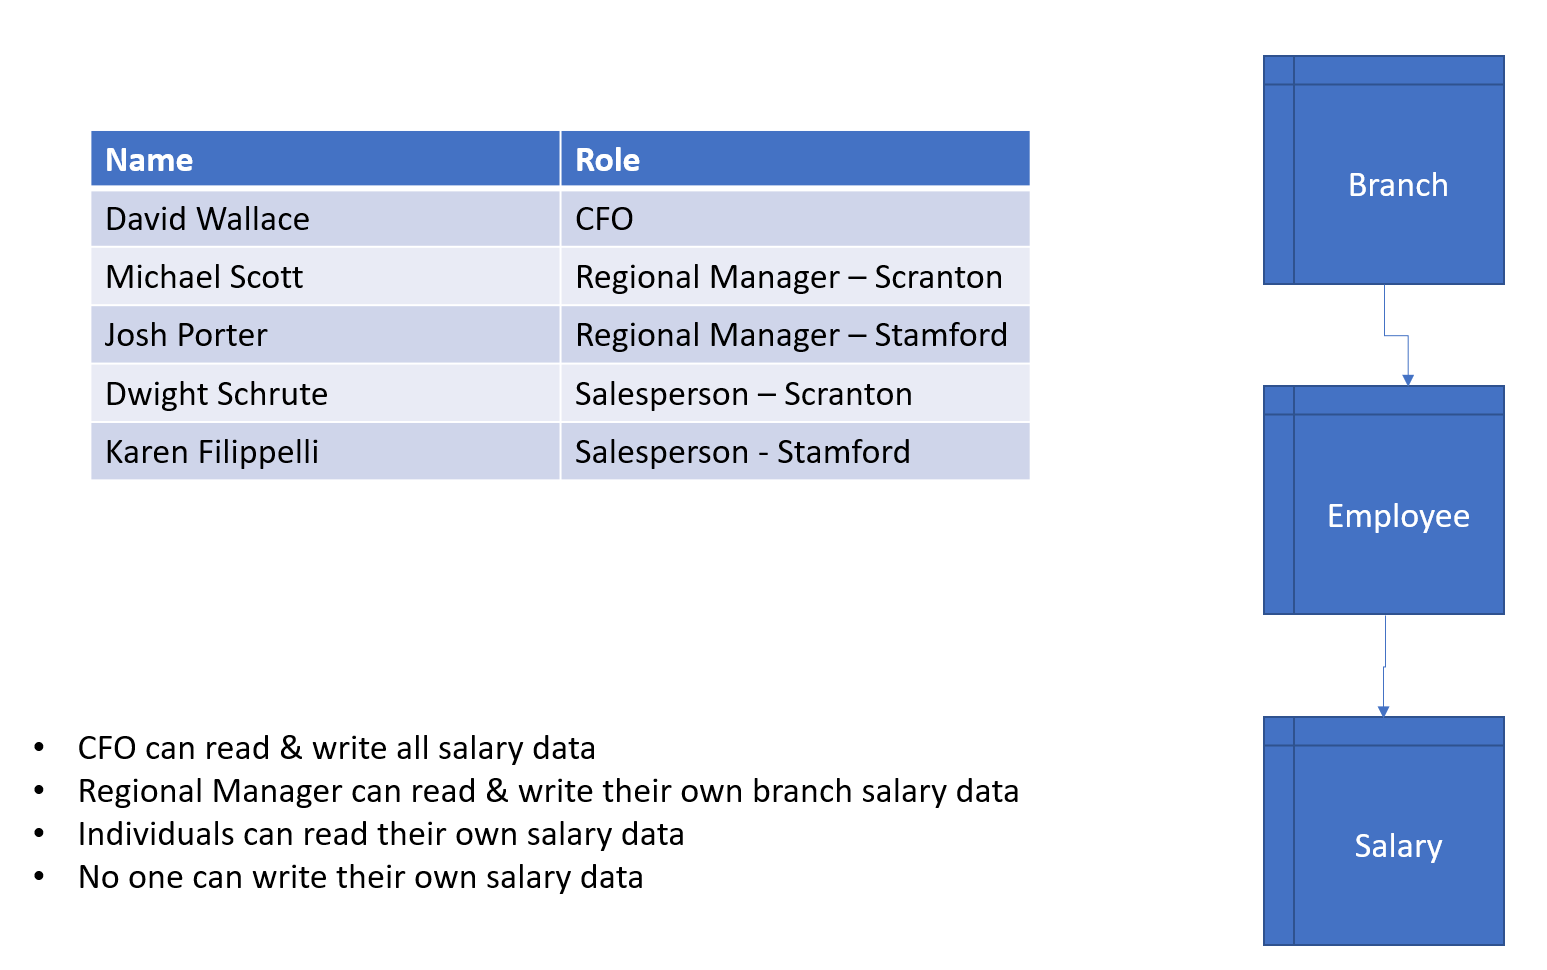 Name Role
David Wallace CFO
Michael Scott Regional Manager – Scranton
Josh Porter Regional Manager – Stamford
Dwight Schrute Salesperson – Scranton
Karen Filippelli Salesperson - Stamford
• CFO can read & write all salary data
• Regional Manager can read & write their own branch salary data
• Individuals can read their own salary data
• No one can write their own salary data
Branch
Employee
Salary